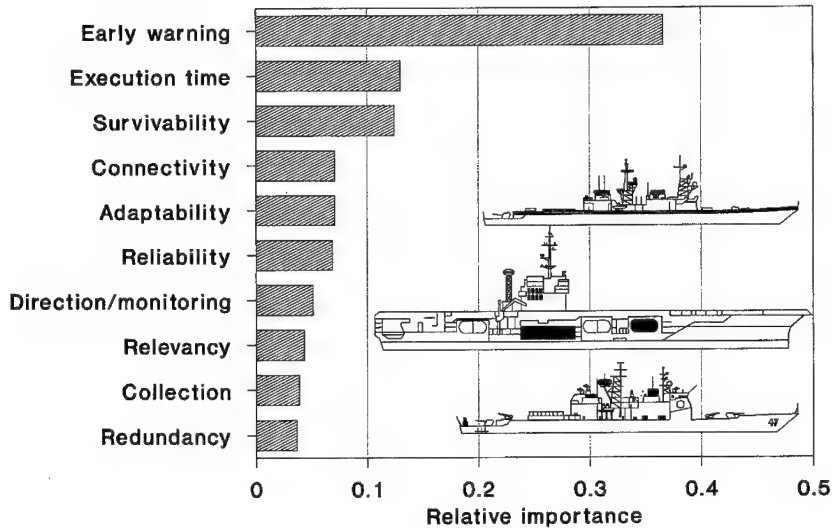 Early warning
Execution time
Survivability
Connectivity
Adaptability
Reliability
Direction/monitoring
Relevancy
Collection
Redundancy
47
0 0.1 0.2 0.3 0.4 0.5
Relative importance